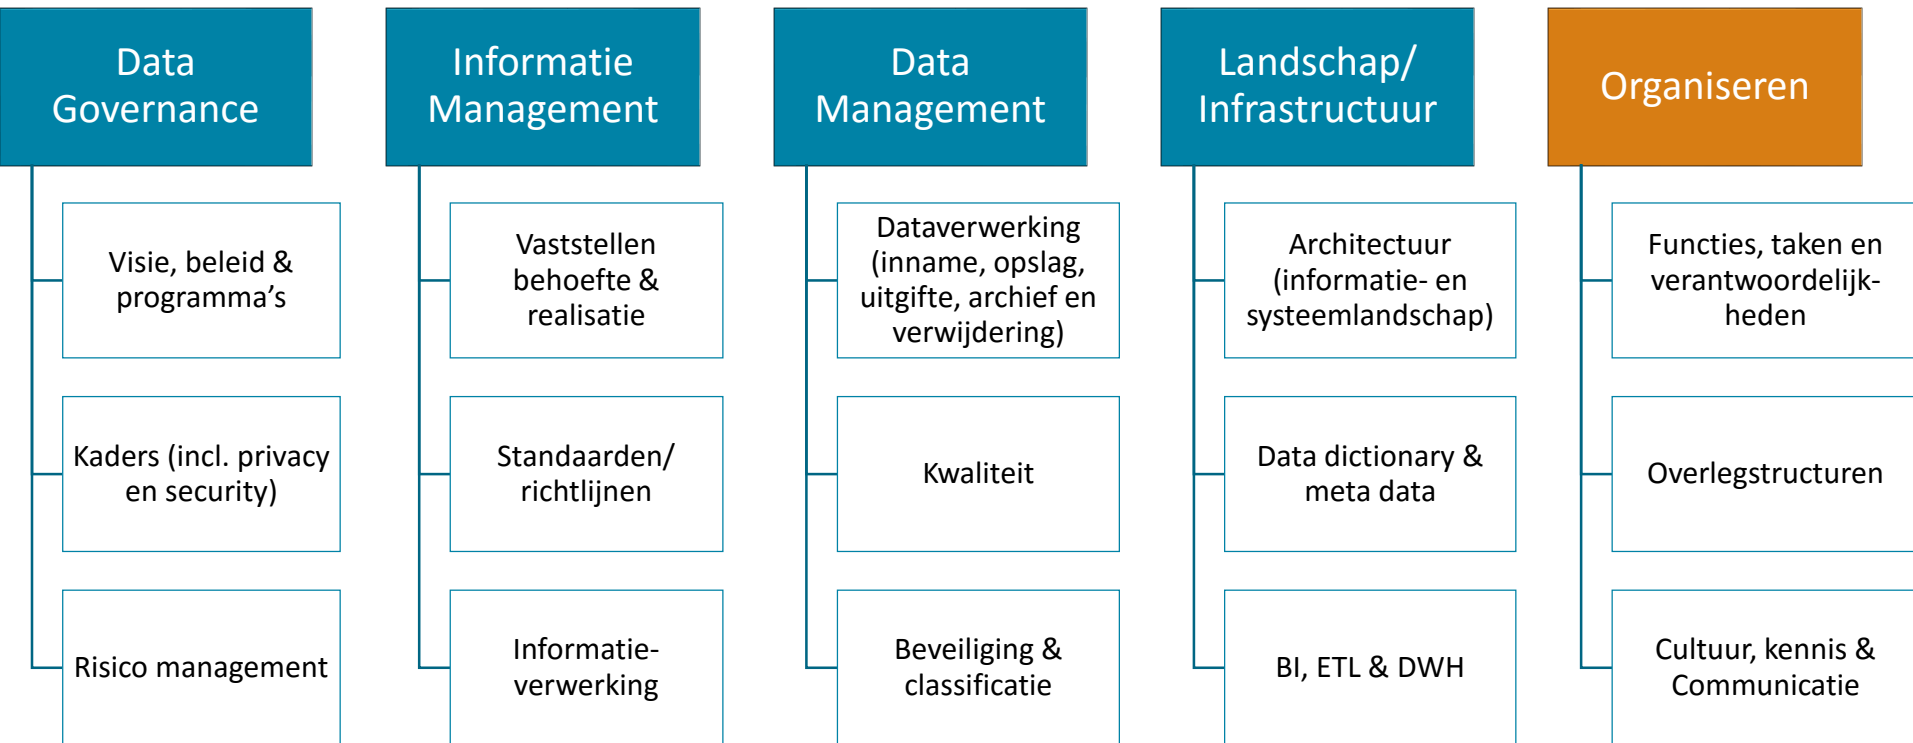 Data
Governance
Visie, beleid &
programma’s
Kaders (incl. privacy
en security)
Risico management
Informatie
Management
Vaststellen
behoefte &
realisatie
Standaarden/
richtlijnen
Informatie-
verwerking
Data
Management
Dataverwerking
(inname, opslag,
uitgifte, archief en
verwijdering)
Kwaliteit
Beveiliging &
classificatie
Landschap/
Infrastructuur
Architectuur
(informatie- en
systeemlandschap)
Data dictionary &
meta data
BI, ETL & DWH
Organiseren
Functies, taken en
verantwoordelijk-
heden
Overlegstructuren
Cultuur, kennis &
Communicatie